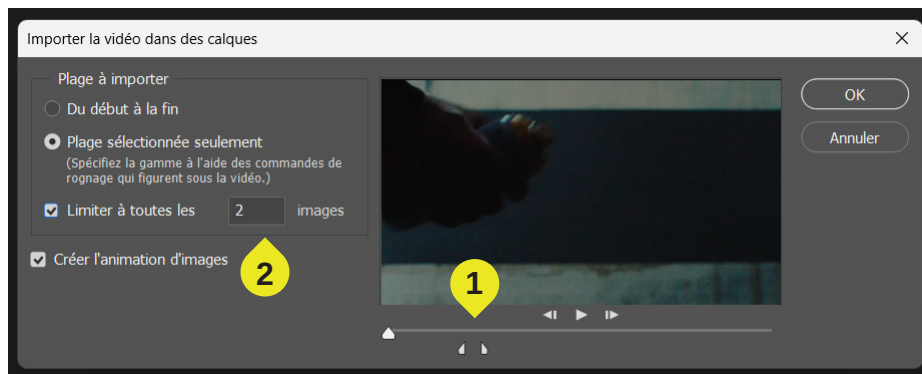 Importer la vidéo dans des calques
Plage à importer
Du début à la fin
Plage sélectionnée seulement
(Spécifiez la gamme à l'aide des commandes de
rognage qui figurent sous la vidéo.)
Limiter à toutes les 2 images
Créer l'animation d'images
2
1
OK
Annuler